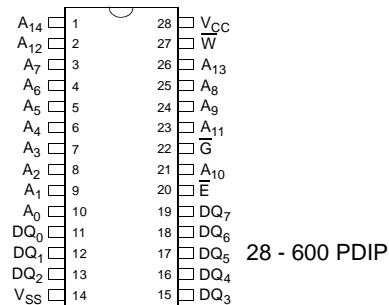 A14 1 28 VCC
A12 2 27 W̅
A7 3 26 A13
A6 4 25 A8
A5 5 24 A9
A4 6 23 A11
A3 7 22 G̅
A2 8 21 A10
A1 9 20 E̅
A0 10 19 DQ7
DQ0 11 18 DQ6
DQ1 12 17 DQ5 28 - 600 PDIP
DQ2 13 16 DQ4
VSS 14 15 DQ3